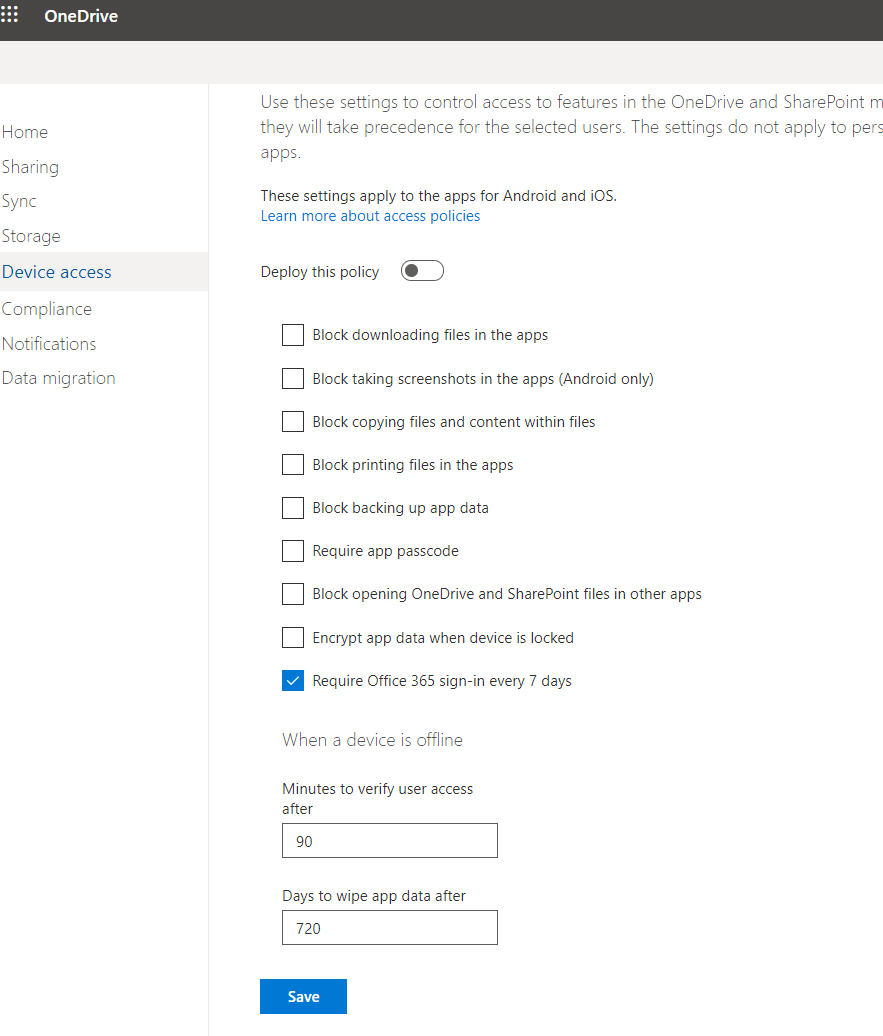 OneDrive
Home
Sharing
Sync
Storage
Device access
Compliance
Notifications
Data migration
Use these settings to control access to features in the OneDrive and SharePoint
they will take precedence for the selected users. The settings do not apply to
apps.
These settings apply to the apps for Android and iOS.
Learn more about access policies
Deploy this policy
Block downloading files in the apps
Block taking screenshots in the apps (Android only)
Block copying files and content within files
Block printing files in the apps
Block backing up app data
Require app passcode
Block opening OneDrive and SharePoint files in other apps
Encrypt app data when device is locked
Require Office 365 sign-in every 7 days
When a device is offline
Minutes to verify user access
after
90
Days to wipe app data after
720
Save